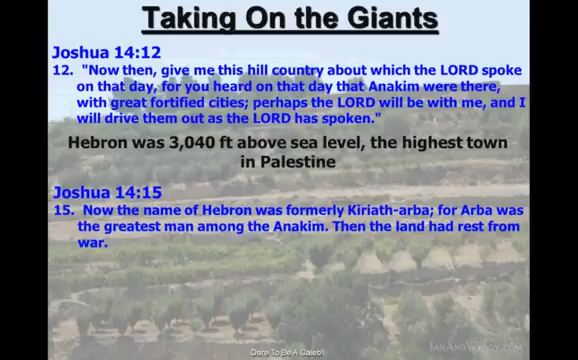 Taking On the Giants
Joshua 14:12
12. "Now then, give me this hill country about which the LORD spoke
on that day, for you heard on that day that Anakim were there,
with great fortified cities; perhaps the LORD will be with me, and I
will drive them out as the LORD has spoken."
Hebron was 3,040 ft above sea level, the highest town
in Palestine
Joshua 14:15
15. Now the name of Hebron was formerly Kiriath-arba; for Arba was
the greatest man among the Anakim. Then the land had rest from
war.
Dare To Be A Caleb!